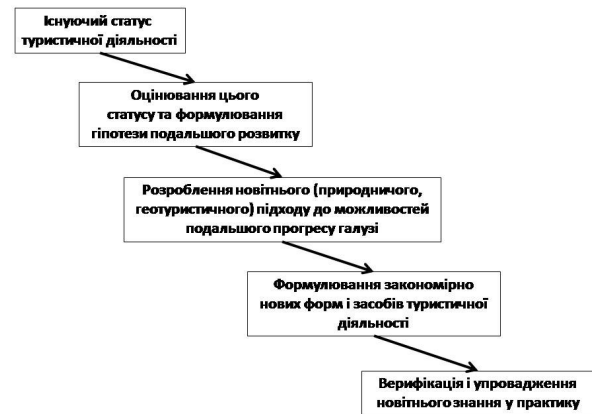 Існуючий статус
туристичної діяльності
Оцінювання цього
статусу та формулювання
гіпотези подальшого розвитку
Розроблення новітнього (природничого,
геотуристичного) підходу до можливостей
подальшого прогресу галузі
Формулювання закономірно
нових форм і засобів туристичної
діяльності
Верифікація і упровадження
новітнього знання у практику